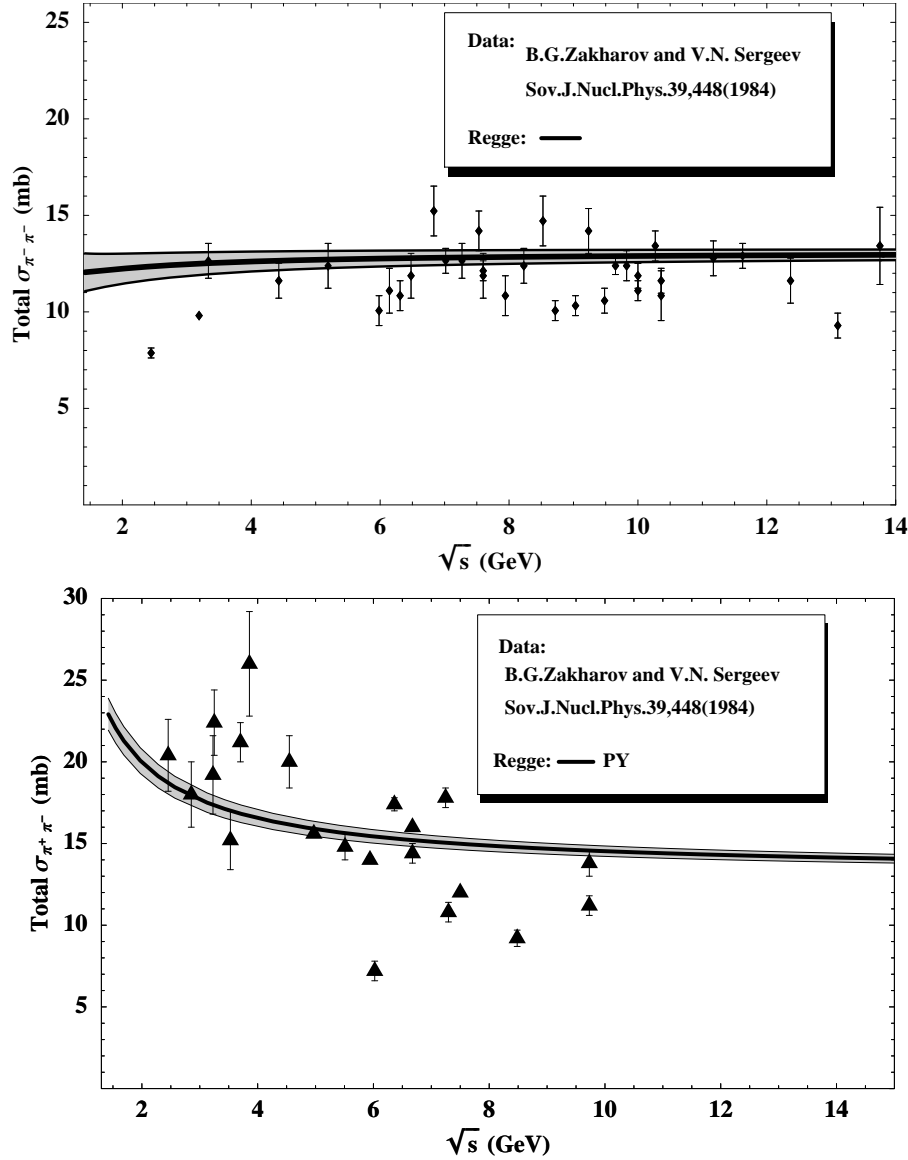 25
20
15
10
5
Total σπ⁻ π⁻ (mb)
Data:
B.G.Zakharov and V.N. Sergeev
Sov.J.Nucl.Phys.39,448(1984)
Regge:
2 4 6 8 10 12 14
√s (GeV)
30
25
20
15
10
5
Total σπ⁺ π⁻ (mb)
Data:
B.G.Zakharov and V.N. Sergeev
Sov.J.Nucl.Phys.39,448(1984)
Regge: PY
2 4 6 8 10 12 14
√s (GeV)